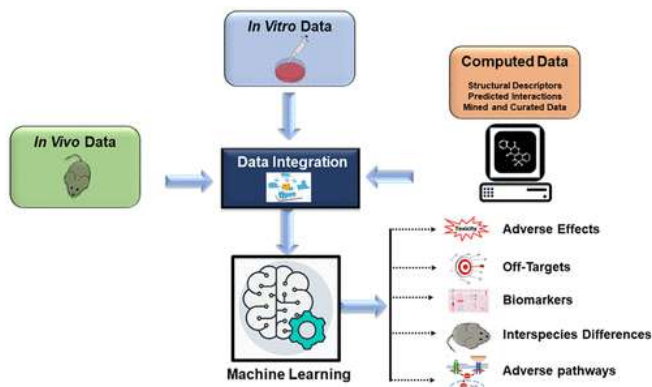 In Vitro Data
Computed Data
Structural Descriptors
Predicted Interactions
Mined and Curated Data
In Vivo Data
Data Integration
Toxicity
Adverse Effects
Off-Targets
Biomarkers
Interspecies Differences
Adverse pathways
Machine Learning